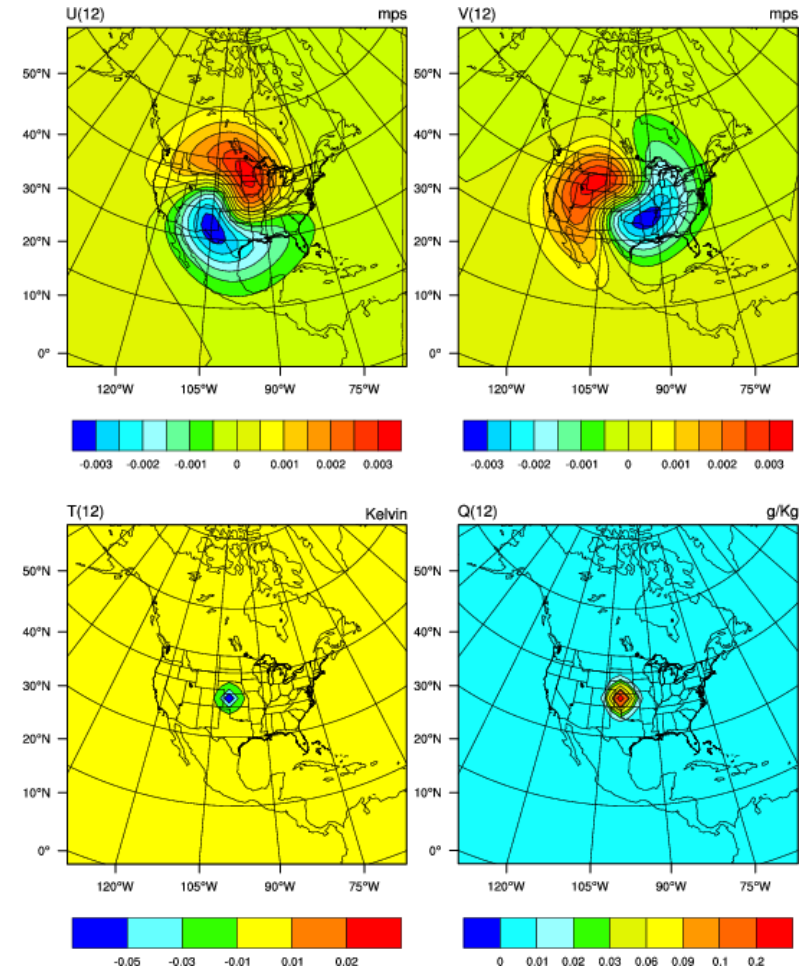 U(12) mps
V(12) mps
50°N
40°N
30°N
20°N
10°N
0°
120°W 105°W 90°W 75°W
50°N
40°N
30°N
20°N
10°N
0°
120°W 105°W 90°W 75°W
-0.003 -0.002 -0.001 0 0.001 0.002 0.003
-0.003 -0.002 -0.001 0 0.001 0.002 0.003
T(12) Kelvin
Q(12) g/Kg
50°N
40°N
30°N
20°N
10°N
0°
120°W 105°W 90°W 75°W
50°N
40°N
30°N
20°N
10°N
0°
120°W 105°W 90°W 75°W
-0.05 -0.03 -0.01 0.01 0.02
0 0.01 0.02 0.03 0.06 0.09 0.1 0.2